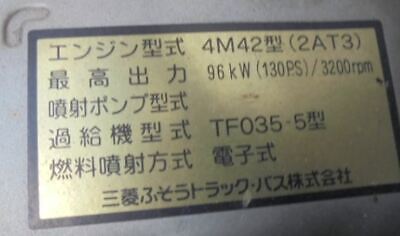 エンジン型式 4M42型(2AT3)
最高出力 96kW(130PS)/3200rpm
噴射ポンプ型式
過給機型式 TF035-5型
燃料噴射方式 電子式
三菱ふそうトラック・バス株式会社